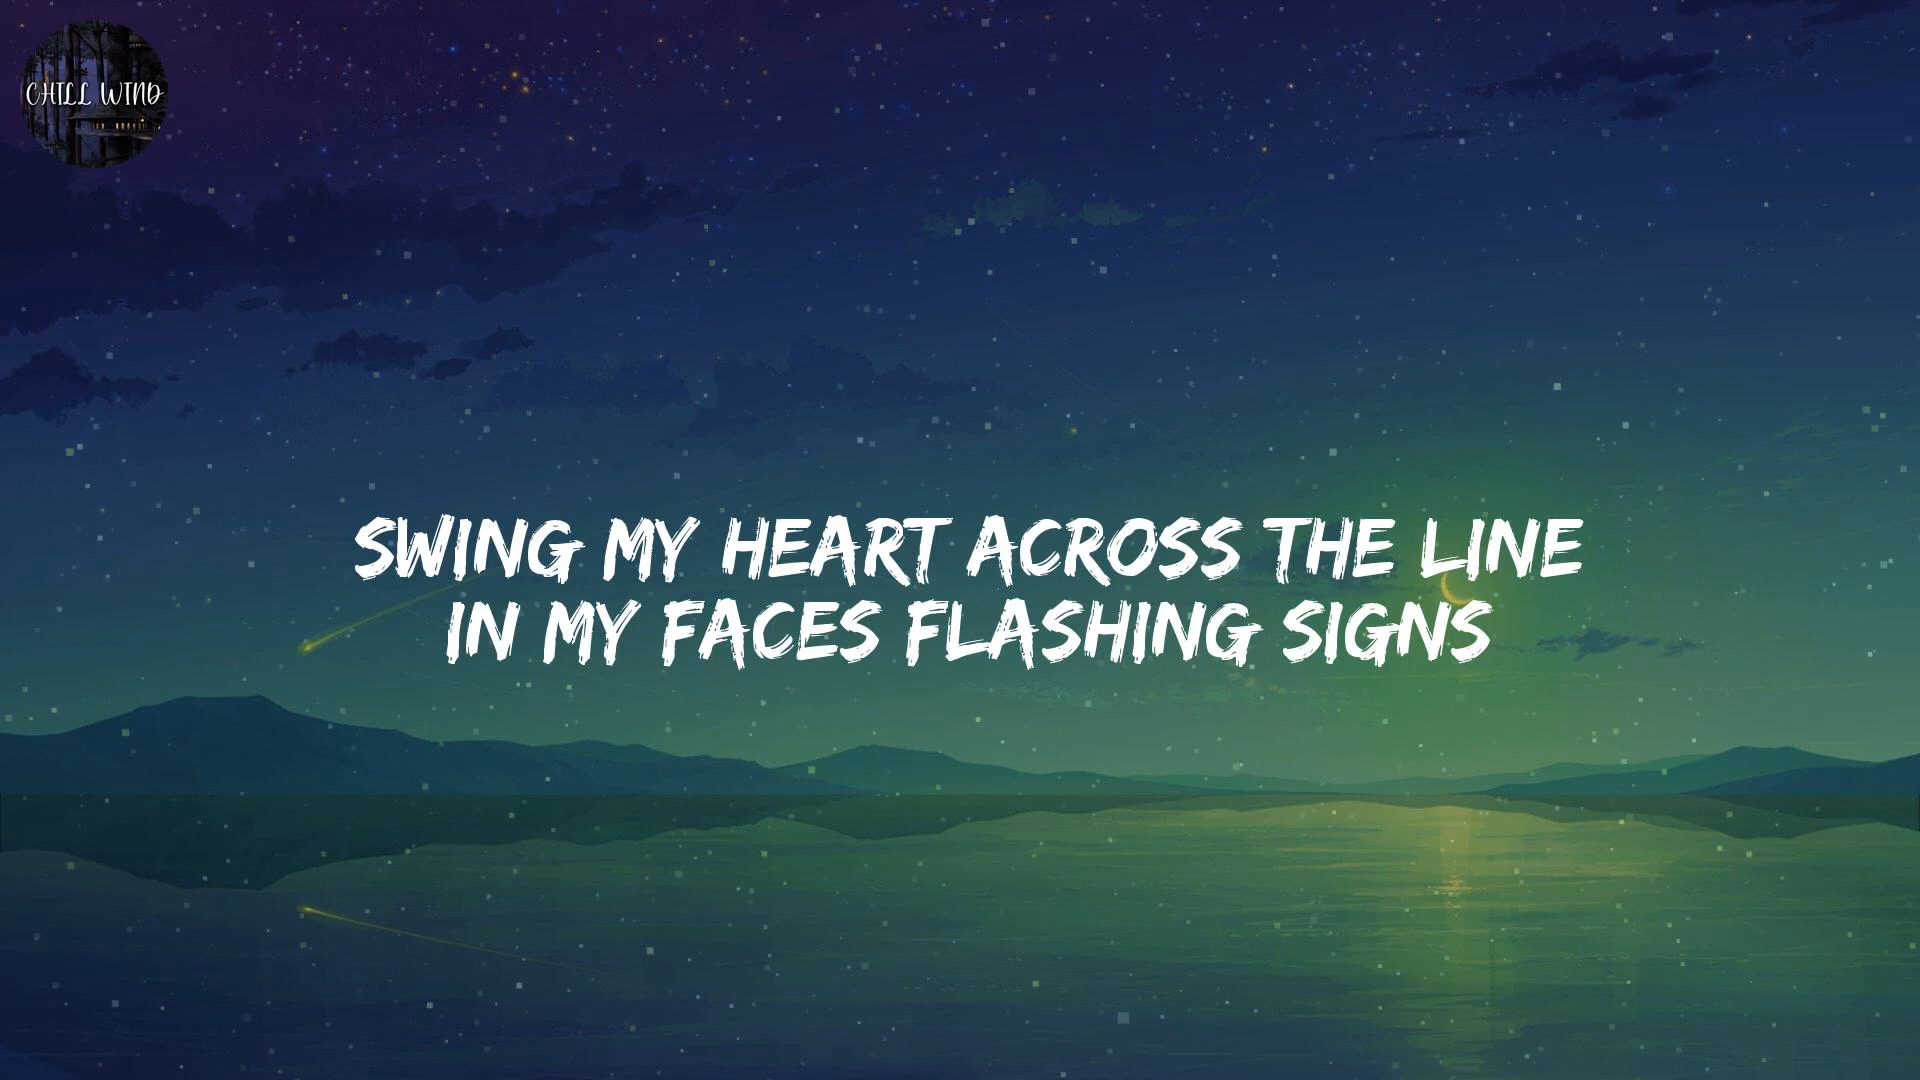 CHILL WIND
SWING MY HEART ACROSS THE LINE
IN MY FACES FLASHING SIGNS